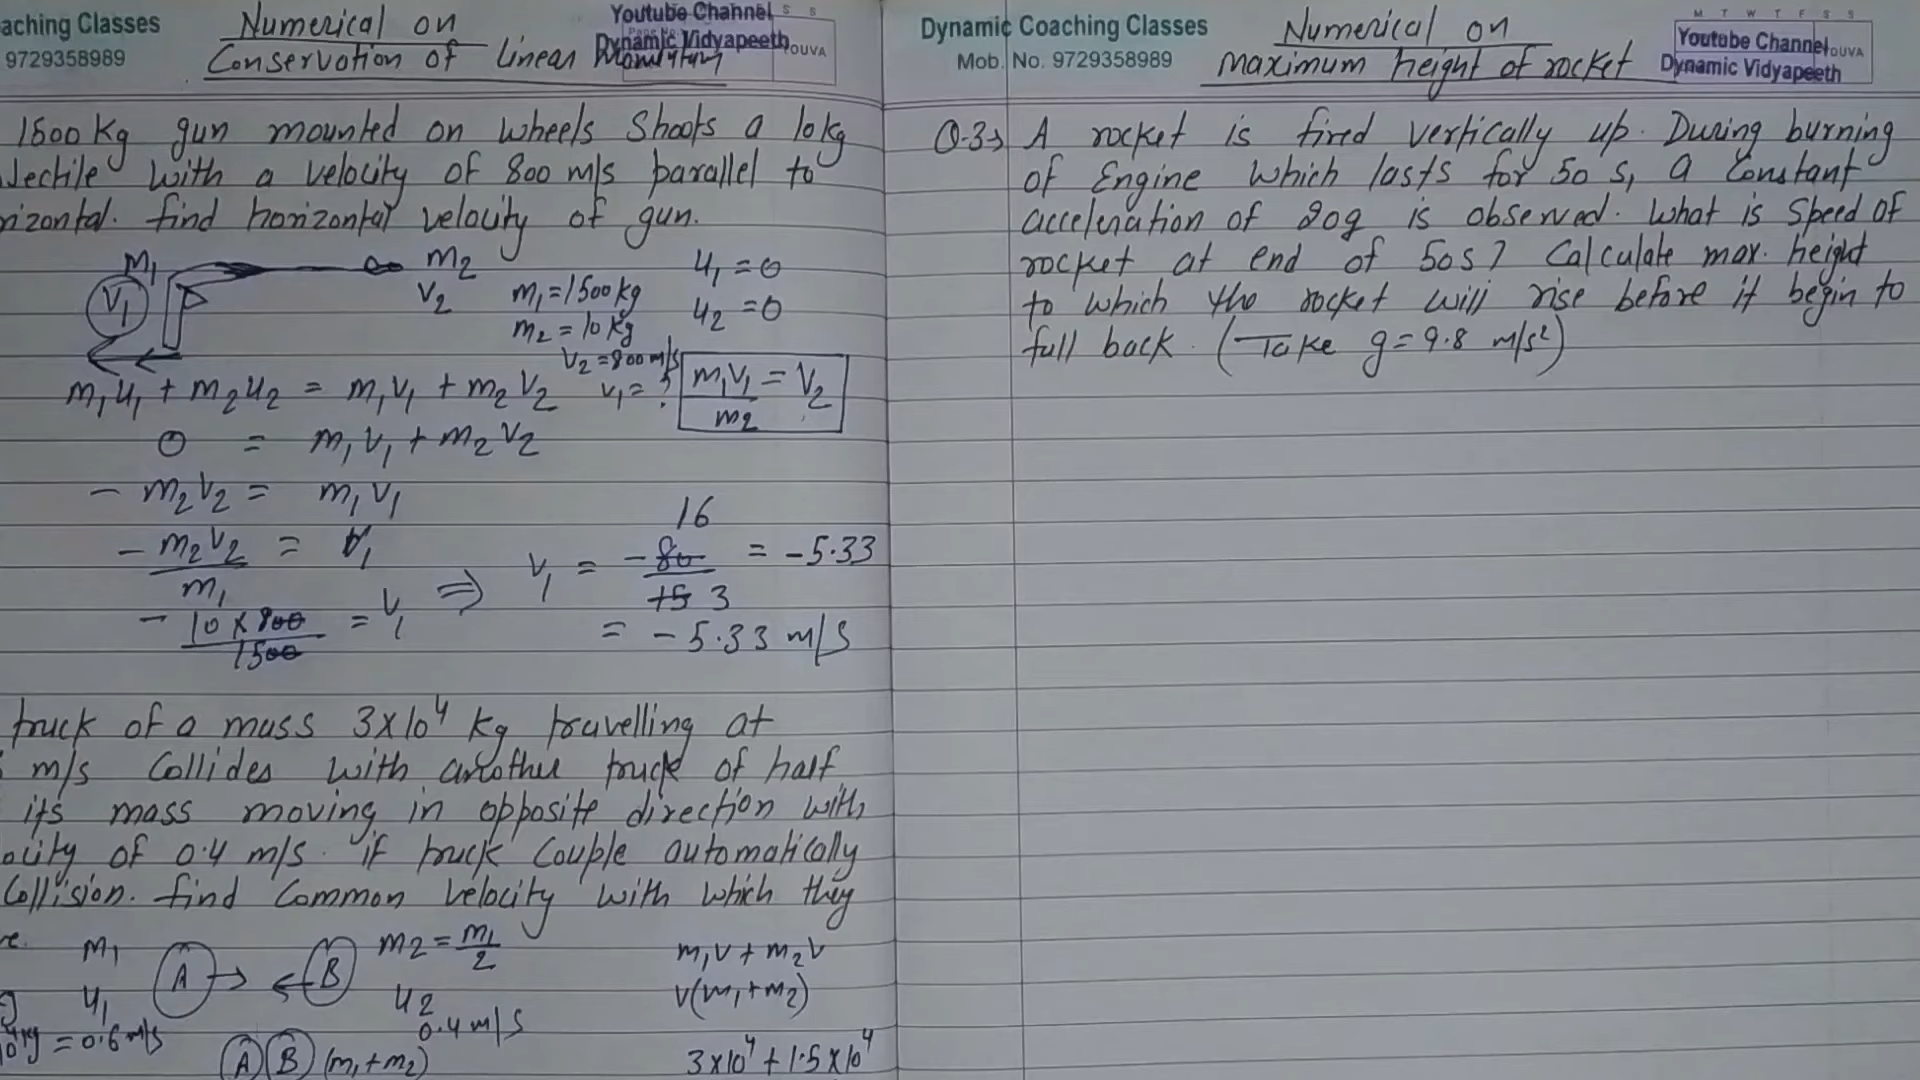 aching Classes
9729358989
Numerical on
Conservation of Linear Momentum
Youtube Channel
Dynamic Vidyapeeth
OUVA
1500 Kg gun mounted on wheels Shoots a 10 kg
Jectile with a velocity of 800 m/s parallel to
rizontal. find horizontal velocity of gun.
M1
V1
m2
V2
m1=1500 kg
m2 = 10 kg
V2 = 800 m/s
v1 = ?
u1 = 0
u2 = 0
m1u1 + m2u2 = m1v1 + m2v2
m1v1/m2 = V2
0 = m1v1 + m2v2
- m2v2 = m1v1
- m2v2/m1 = v1
- 10 x 800/1500 = v1
⇒ v1 = - 80/15 = -5.33
16
3
= -5.33 m/s
truck of a mass 3x10⁴ kg travelling at
m/s Collides with another truck of half
its mass moving in opposite direction with
ocity of 0.4 m/s. if truck Couple automatically
Collision. find Common velocity with which they
re.
M1
A
B
m2 = m1/2
u1
u2
= 0.6 m/s
0.4 m/s
A B (m1+m2)
m1v + m2v
v(m1+m2)
3x10⁴ + 1.5x10⁴
Dynamic Coaching Classes
Mob. No. 9729358989
Numerical on
maximum height of rocket
M T W T F S S
Youtube Channel
Dynamic Vidyapeeth
YOUVA
Q.3→ A rocket is fired vertically up. During burning
of Engine which lasts for 50 s, a Constant
acceleration of 20g is observed. What is Speed of
rocket at end of 50s? Calculate max. height
to which the rocket will rise before it begin to
full back. (Take g = 9.8 m/s²)